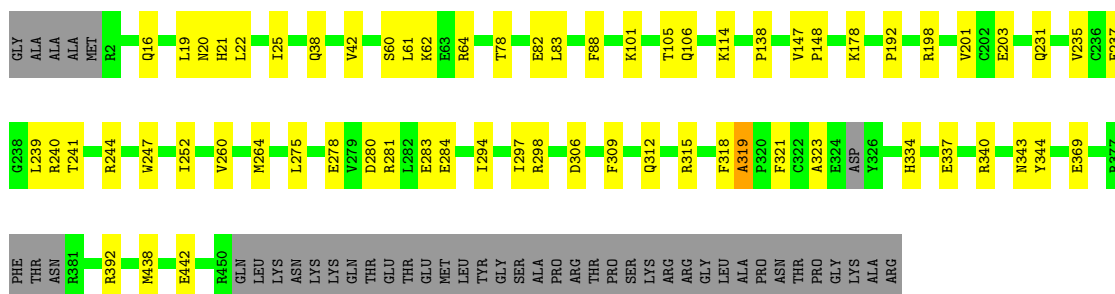 GLY ALA ALA ALA MET R2 Q16 L19 N20 H21 L22 I25 Q38 V42 S60 L61 K62 E63 R64 T78 E82 L83 F88 K101 T105 Q106 K114 P138 V147 P148 K178 P192 R198 V201 C202 E203 Q231 V235 C236 E237
G238 L239 R240 T241 R244 W247 I252 V260 M264 L275 E278 V279 D280 R281 L282 E283 E284 I294 I297 R298 D306 F309 Q312 R315 F318 A319 P320 F321 C322 A323 E324 ASP Y326 H334 E337 R340 N343 Y344 E369 R377
PHE THR ASN R381 R392 M438 E442 R450 GLN LEU LYS ASN LYS LYS GLN THR GLU THR GLU MET LEU TYR GLY SER ALA PRO ARG THR PRO SER LYS ARG ARG GLY LEU ALA PRO ASN THR PRO GLY LYS ALA ARG